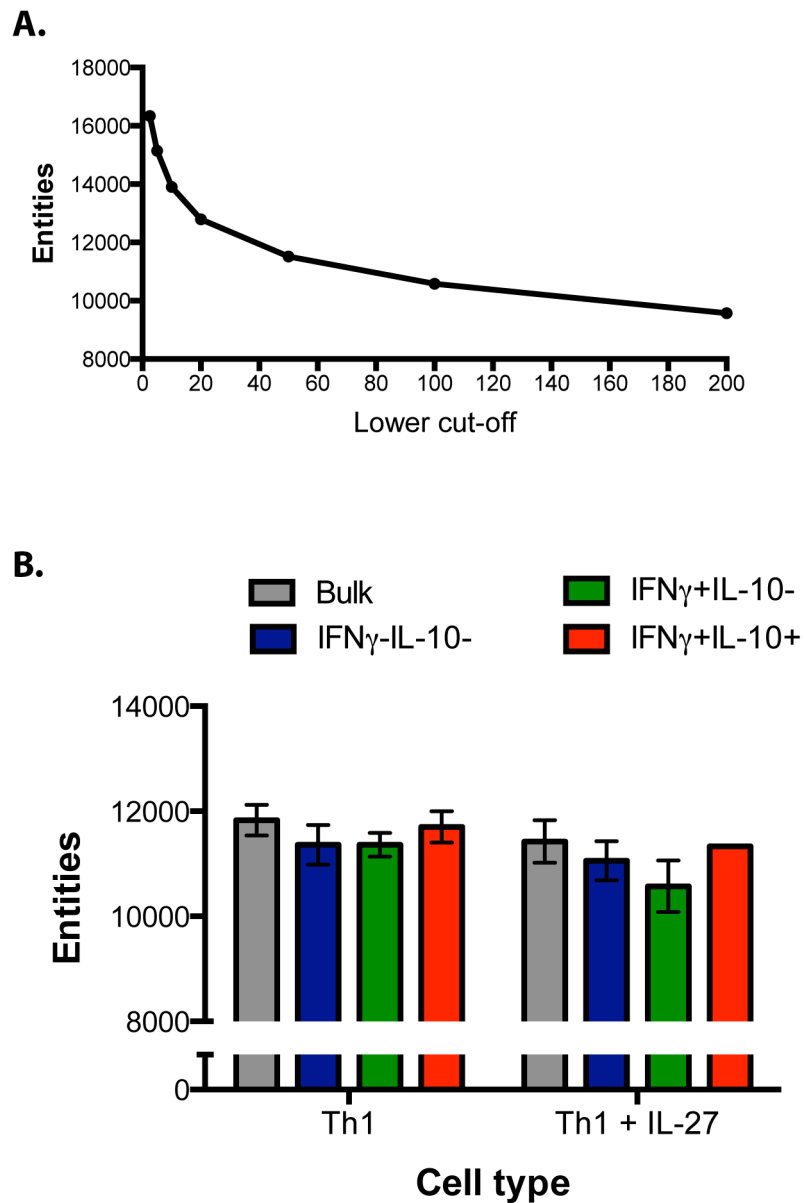 A.
18000
16000
14000
12000
10000
8000
Entities
0 20 40 60 80 100 120 140 160 180 200
Lower cut-off
B.
Bulk
IFNγ+IL-10-
IFNγ-IL-10-
IFNγ+IL-10+
14000
12000
10000
8000
0
Entities
Th1 Th1 + IL-27
Cell type